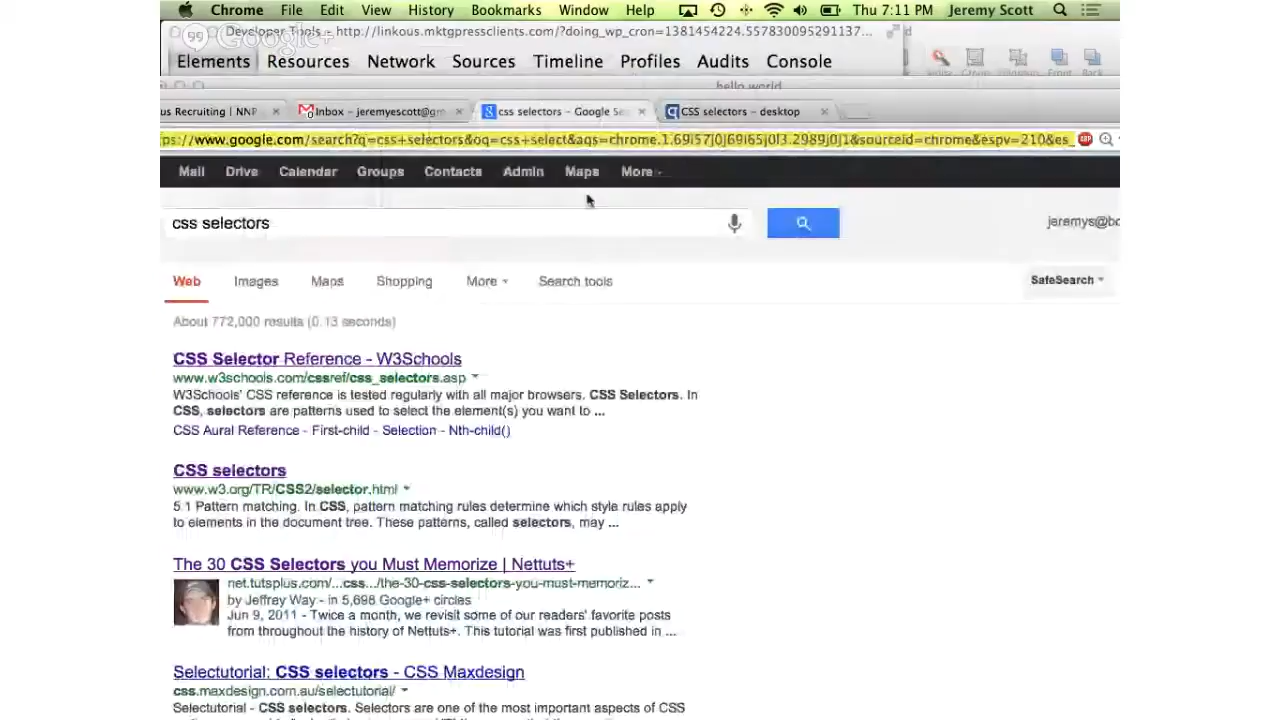 Chrome File Edit View History Bookmarks Window Help Thu 7:11 PM Jeremy Scott
Developer Tools - http://linkous.mktgpressclients.com/?doing_wp_cron=1381454224.557830095291137...
Google+
Elements Resources Network Sources Timeline Profiles Audits Console
Back
hello world
us Recruiting | NNP Inbox - jeremyescott@gm css selectors - Google Se CSS selectors - desktop
ps://www.google.com/search?q=css+selectors&oq=css+select&aqs=chrome.1.69i57j0j69i65j0l3.2989j0j1&sourceid=chrome&espv=210&es_
Mail Drive Calendar Groups Contacts Admin Maps More
css selectors
jeremys@bo
Web Images Maps Shopping More Search tools SafeSearch
About 772,000 results (0.13 seconds)
CSS Selector Reference - W3Schools
www.w3schools.com/cssref/css_selectors.asp
W3Schools' CSS reference is tested regularly with all major browsers. CSS Selectors. In
CSS, selectors are patterns used to select the element(s) you want to ...
CSS Aural Reference - First-child - Selection - Nth-child()
CSS selectors
www.w3.org/TR/CSS2/selector.html
5.1 Pattern matching. In CSS, pattern matching rules determine which style rules apply
to elements in the document tree. These patterns, called selectors, may ...
The 30 CSS Selectors you Must Memorize | Nettuts+
net.tutsplus.com/...css.../the-30-css-selectors-you-must-memoriz...
by Jeffrey Way - in 5,698 Google+ circles
Jun 9, 2011 - Twice a month, we revisit some of our readers' favorite posts
from throughout the history of Nettuts+. This tutorial was first published in ...
Selectutorial: CSS selectors - CSS Maxdesign
css.maxdesign.com.au/selectutorial/
Selectutorial - CSS selectors. Selectors are one of the most important aspects of CSS